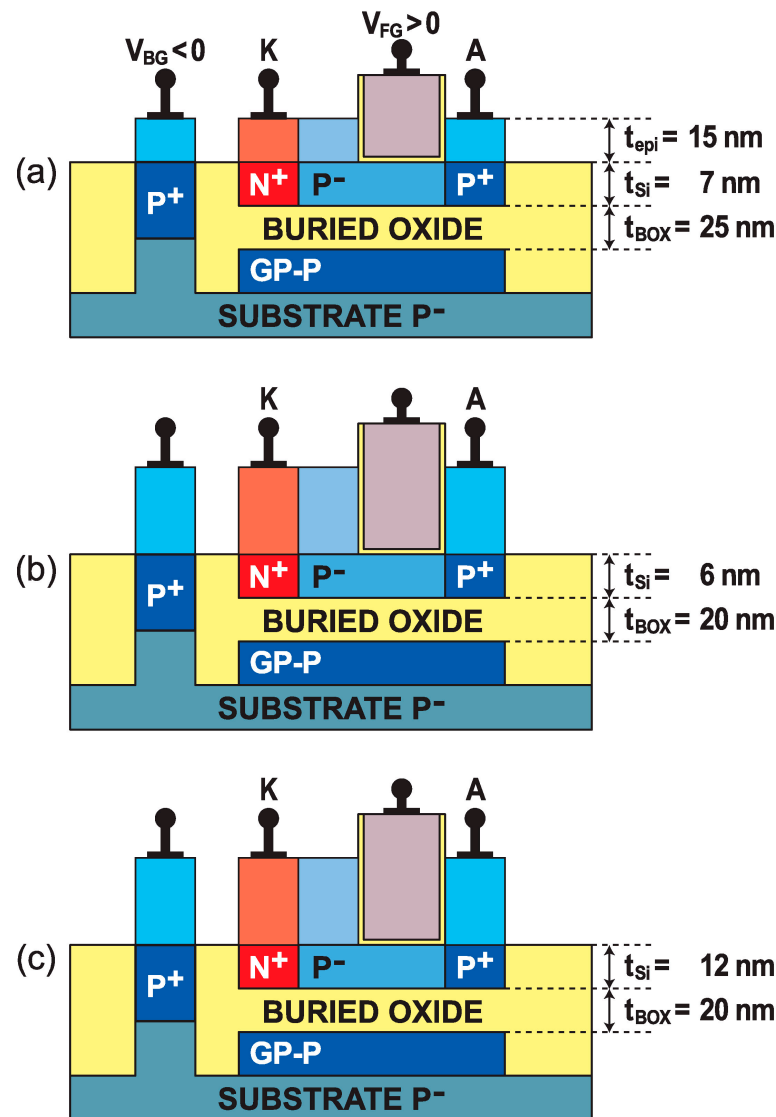 V_BG < 0 K V_FG > 0 A
t_epi = 15 nm
(a) P⁺ N⁺ P⁻ P⁺ t_Si = 7 nm
BURIED OXIDE t_BOX = 25 nm
GP-P
SUBSTRATE P⁻
K A
(b) P⁺ N⁺ P⁻ P⁺ t_Si = 6 nm
BURIED OXIDE t_BOX = 20 nm
GP-P
SUBSTRATE P⁻
K A
(c) P⁺ N⁺ P⁻ P⁺ t_Si = 12 nm
BURIED OXIDE t_BOX = 20 nm
GP-P
SUBSTRATE P⁻